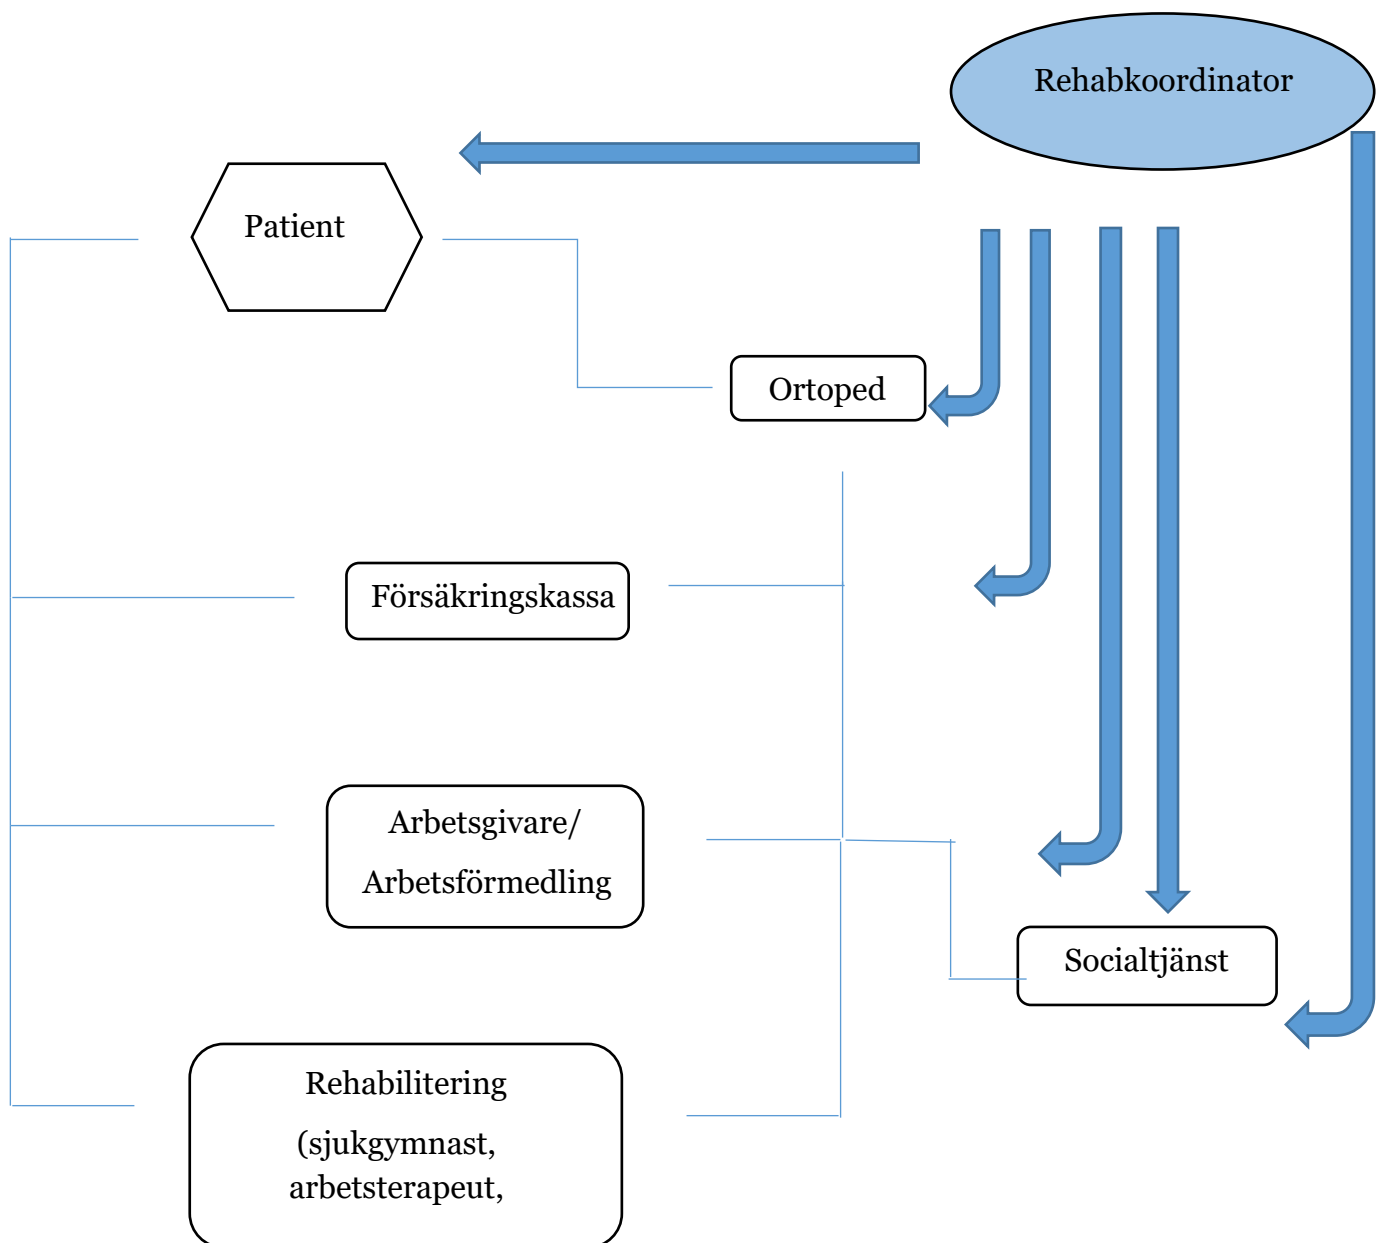 Rehabkoordinator
Patient
Ortoped
Försäkringskassa
Arbetsgivare/
Arbetsförmedling
Socialtjänst
Rehabilitering
(sjukgymnast,
arbetsterapeut,